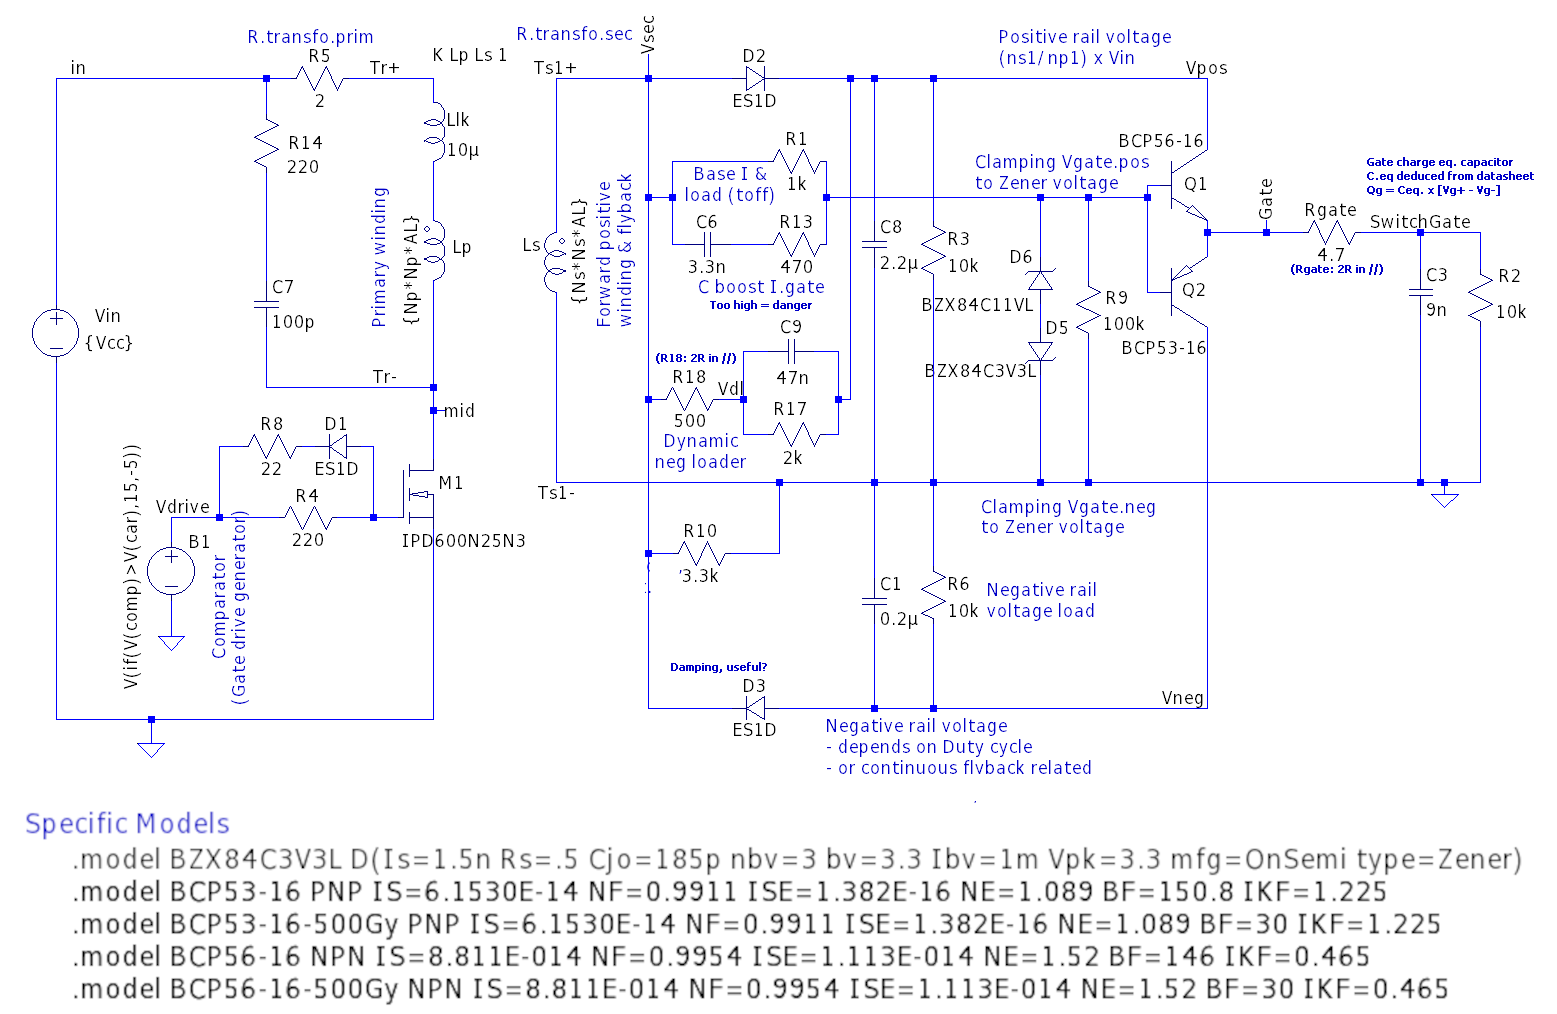 R.transfo.prim
R5
2
in
Tr+
K Lp Ls 1
R.transfo.sec
Ts1+
Vsec
D2
ES1D
Positive rail voltage
(ns1/np1) x Vin
Vpos
R14
220
Llk
10µ
Primary winding
{Np*Np*AL}
Lp
C7
100p
Vin
{Vcc}
Tr-
mid
R8
22
D1
ES1D
Vdrive
R4
220
M1
IPD600N25N3
B1
V(if(V(comp)>V(car),15,-5))
Comparator
(Gate drive generator)
Ls
{Ns*Ns*AL}
Forward positive
winding & flyback
Ts1-
R1
1k
Base I &
load (toff)
C6
3.3n
R13
470
C boost I.gate
Too high = danger
C9
47n
(R18: 2R in //)
R18
500
Vdl
R17
2k
Dynamic
neg loader
R10
3.3k
Damping, useful?
D3
ES1D
C8
2.2µ
R3
10k
Clamping Vgate.pos
to Zener voltage
D6
BZX84C11VL
D5
BZX84C3V3L
R9
100k
BCP56-16
Q1
Q2
BCP53-16
Gate
Gate charge eq. capacitor
C.eq deduced from datasheet
Qg = Ceq. x [Vg+ - Vg-]
Rgate
4.7
(Rgate: 2R in //)
SwitchGate
C3
9n
R2
10k
Clamping Vgate.neg
to Zener voltage
C1
0.2µ
R6
10k
Negative rail
voltage load
Vneg
Negative rail voltage
- depends on Duty cycle
- or continuous flyback related
Specific Models
.model BZX84C3V3L D(Is=1.5n Rs=.5 Cjo=185p nbv=3 bv=3.3 Ibv=1m Vpk=3.3 mfg=OnSemi type=Zener)
.model BCP53-16 PNP IS=6.1530E-14 NF=0.9911 ISE=1.382E-16 NE=1.089 BF=150.8 IKF=1.225
.model BCP53-16-500Gy PNP IS=6.1530E-14 NF=0.9911 ISE=1.382E-16 NE=1.089 BF=30 IKF=1.225
.model BCP56-16 NPN IS=8.811E-014 NF=0.9954 ISE=1.113E-014 NE=1.52 BF=146 IKF=0.465
.model BCP56-16-500Gy NPN IS=8.811E-014 NF=0.9954 ISE=1.113E-014 NE=1.52 BF=30 IKF=0.465